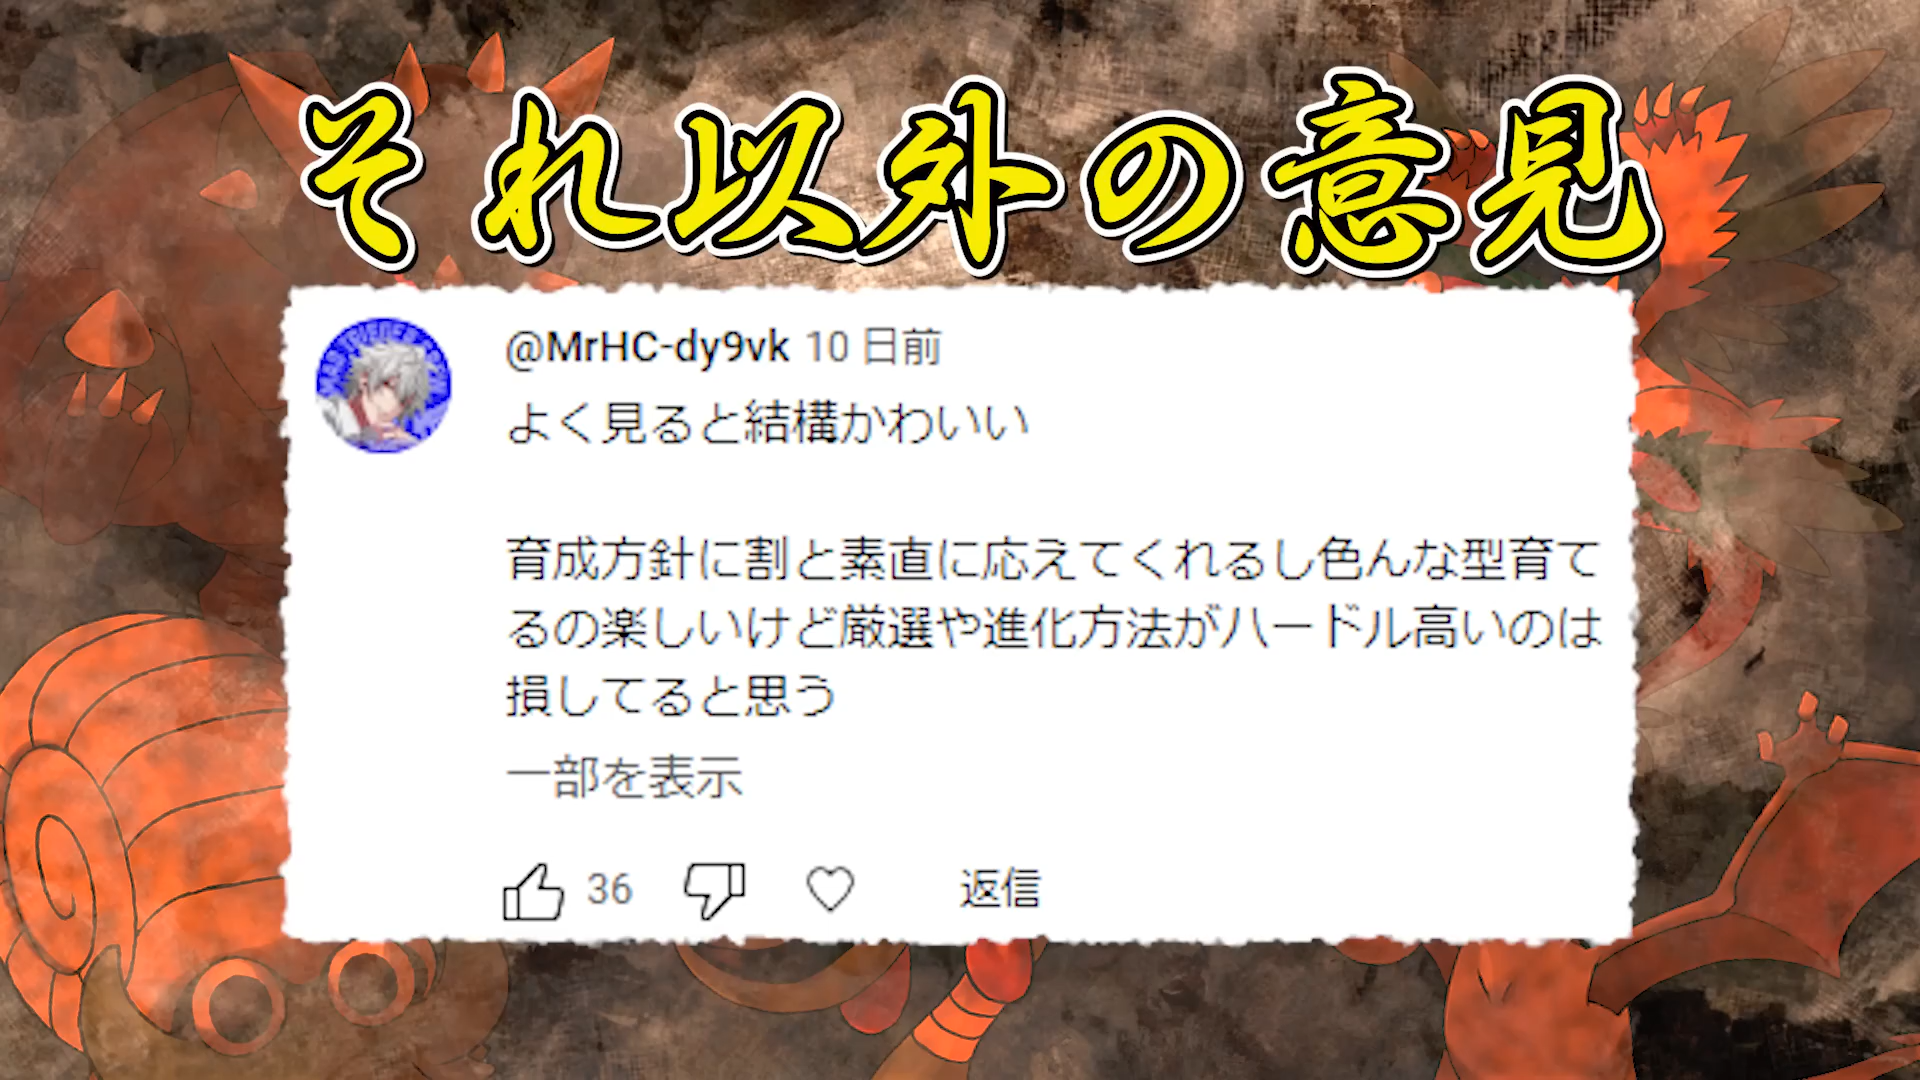 それ以外の意見
@MrHC-dy9vk 10 日前
よく見ると結構かわいい
育成方針に割と素直に応えてくれるし色んな型育て
るの楽しいけど厳選や進化方法がハードル高いのは
損してると思う
一部を表示
36 返信